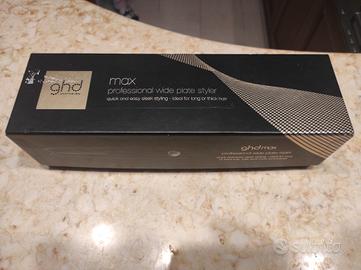 ghd
max
professional wide plate styler
quick and easy sleek styling - ideal for long or thick hair
ghd max
professional wide plate styler
subito